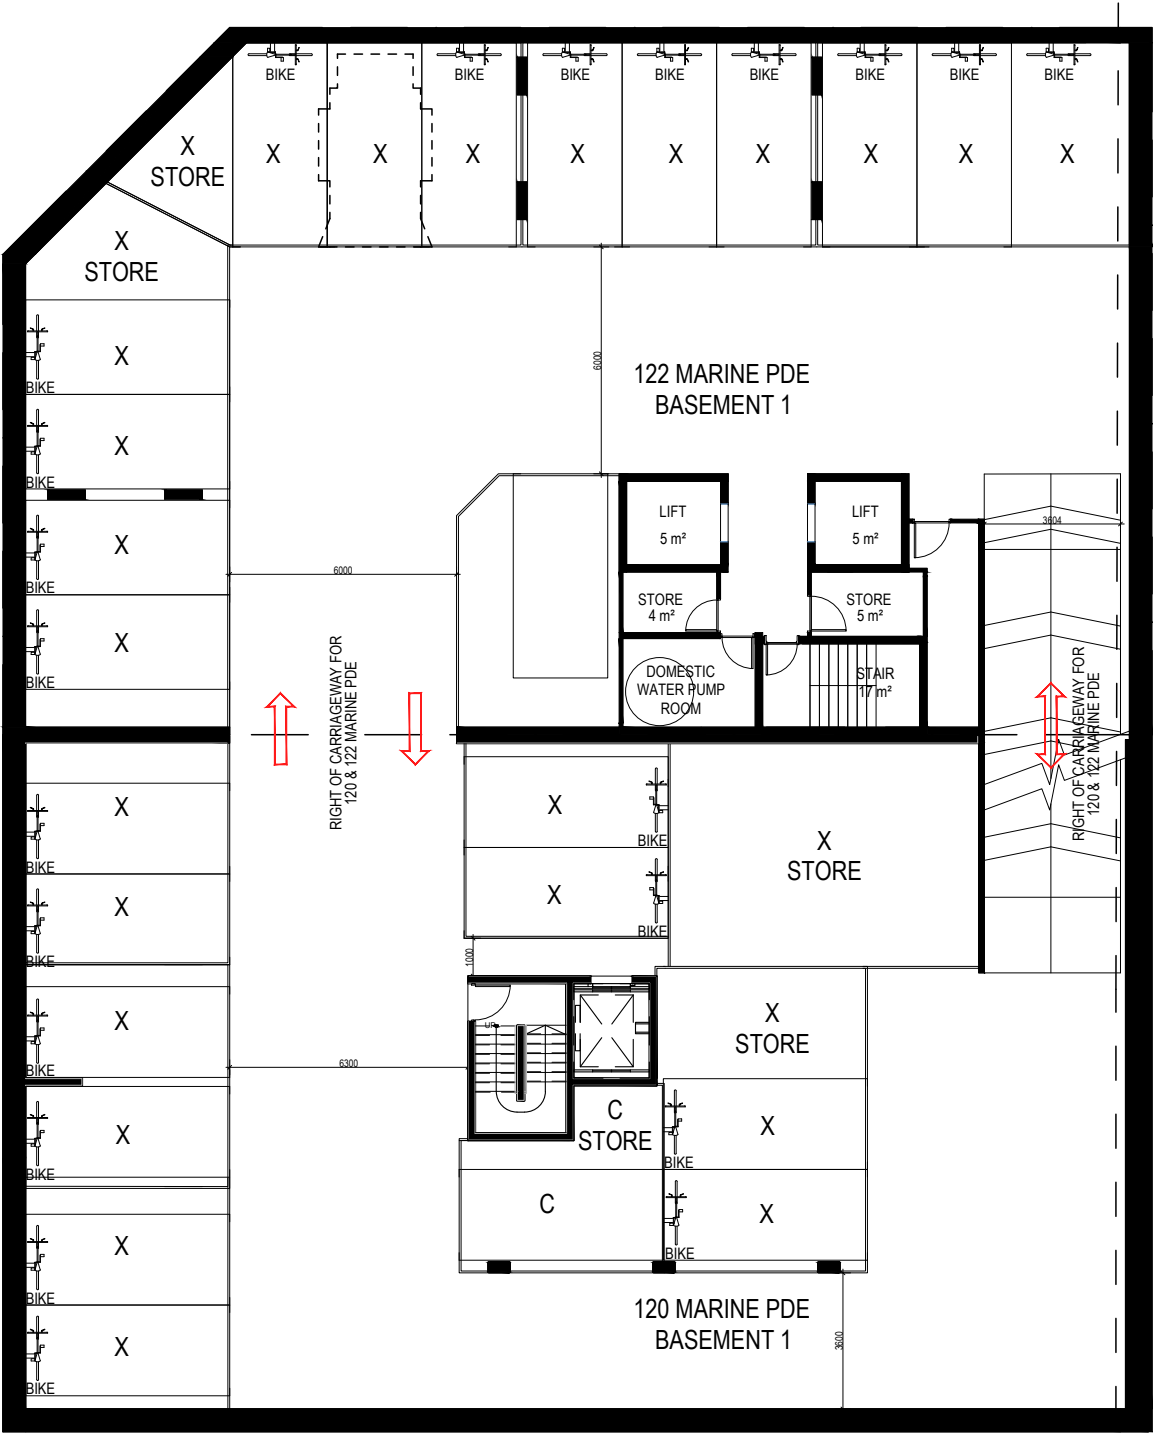 BIKE
BIKE
BIKE
BIKE
BIKE
BIKE
BIKE
BIKE
X
STORE
X
X
X
X
X
X
X
X
X
X
STORE
BIKE
X
BIKE
X
6000
122 MARINE PDE
BASEMENT 1
LIFT
5 m²
LIFT
5 m²
3604
X
BIKE
6000
STORE
4 m²
STORE
5 m²
X
BIKE
DOMESTIC
WATER PUMP
ROOM
STAIR
17 m²
RIGHT OF CARRIAGEWAY FOR
120 & 122 MARINE PDE
RIGHT OF CARRIAGEWAY FOR
120 & 122 MARINE PDE
X
BIKE
X
BIKE
X
STORE
X
BIKE
X
BIKE
1000
X
BIKE
UP
X
STORE
6300
C
STORE
X
BIKE
X
BIKE
C
X
BIKE
X
BIKE
120 MARINE PDE
BASEMENT 1
3600
X
BIKE